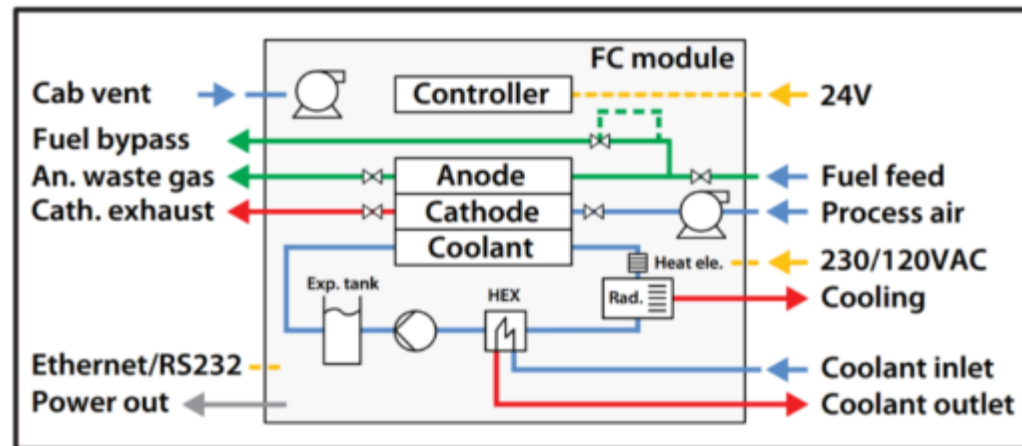 FC module
Cab vent
Controller
24V
Fuel bypass
An. waste gas
Anode
Fuel feed
Cath. exhaust
Cathode
Process air
Coolant
Heat ele.
230/120VAC
Exp. tank
HEX
Rad.
Cooling
Ethernet/RS232
Coolant inlet
Power out
Coolant outlet